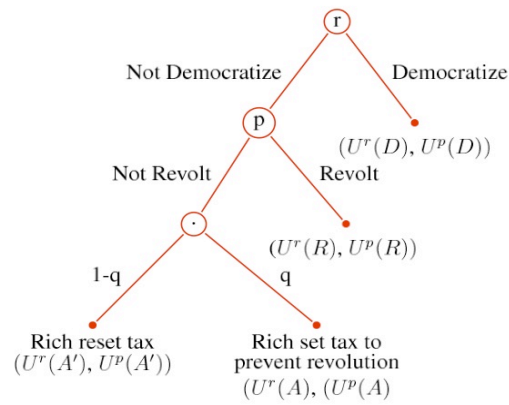 r
Not Democratize
Democratize
p
(U^r(D), U^p(D))
Not Revolt
Revolt
·
(U^r(R), U^p(R))
1-q
q
Rich reset tax
(U^r(A′), U^p(A′))
Rich set tax to
prevent revolution
(U^r(A), (U^p(A)